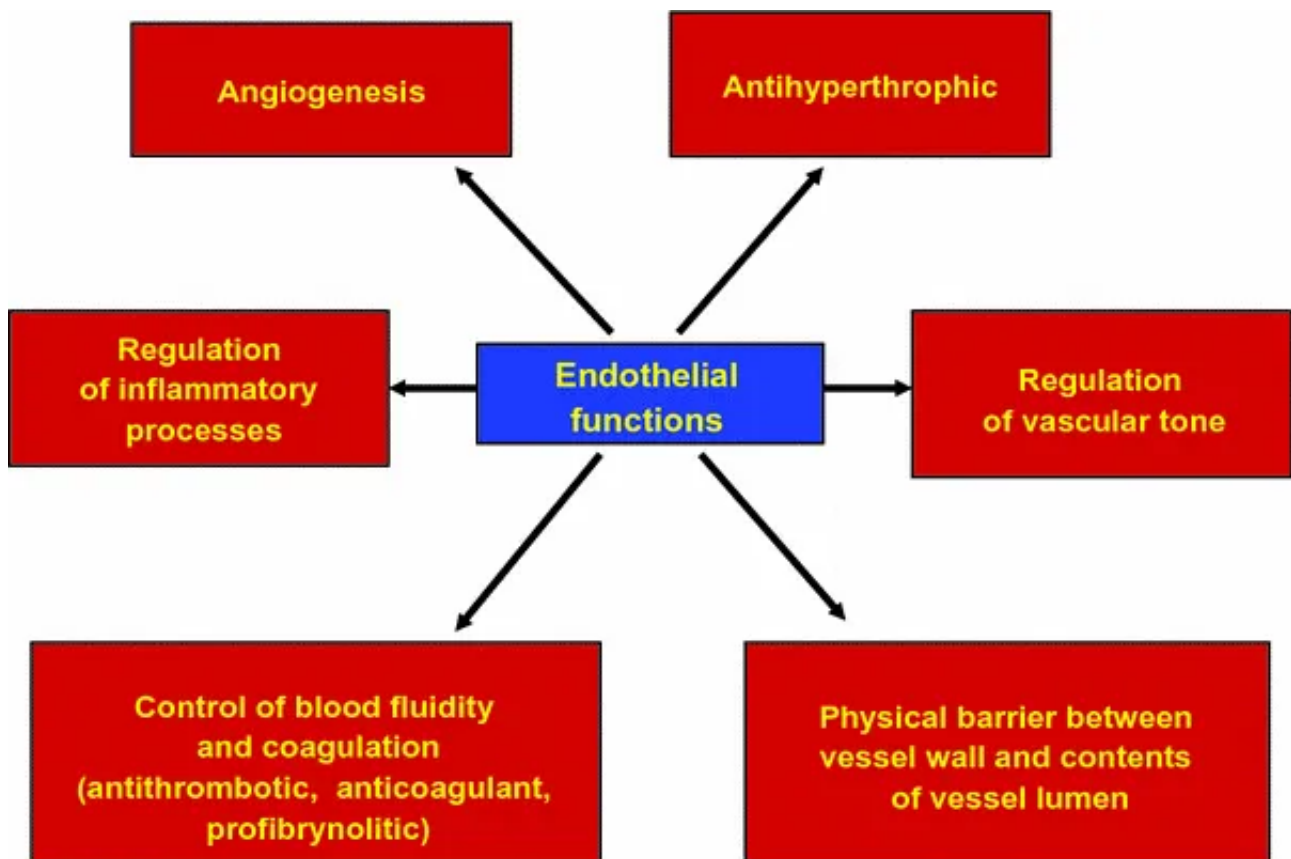 Angiogenesis
Antihyperthrophic
Regulation
of inflammatory
processes
Endothelial
functions
Regulation
of vascular tone
Control of blood fluidity
and coagulation
(antithrombotic, anticoagulant,
profibrynolitic)
Physical barrier between
vessel wall and contents
of vessel lumen